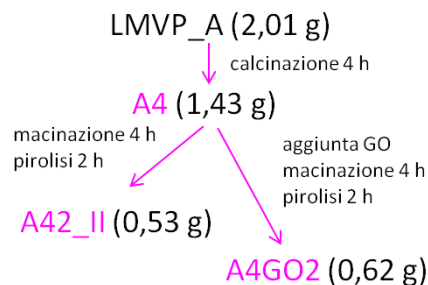 LMVP_A (2,01 g)
calcinazione 4 h
A4 (1,43 g)
macinazione 4 h
pirolisi 2 h
aggiunta GO
macinazione 4 h
pirolisi 2 h
A42_II (0,53 g)
A4GO2 (0,62 g)